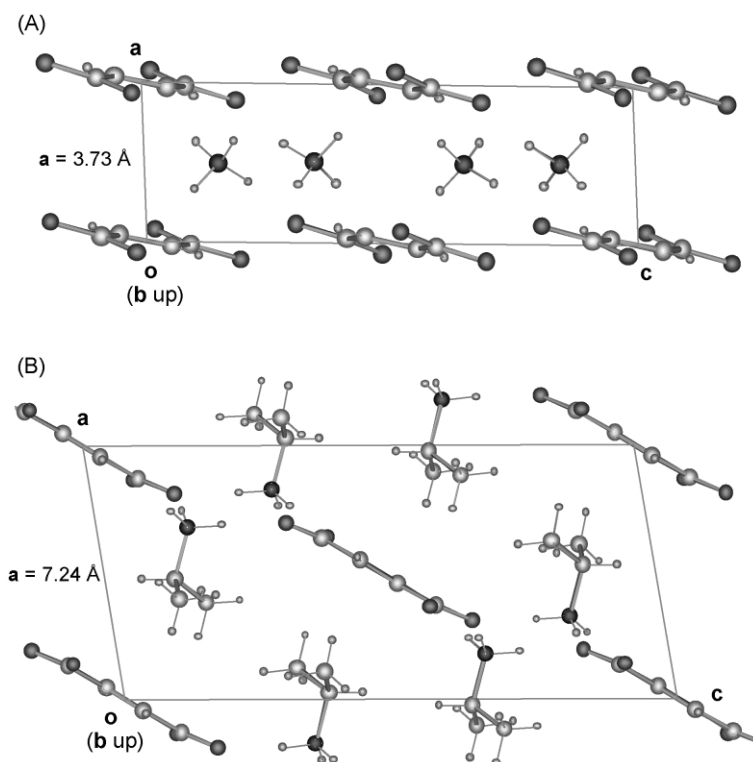 (A)
a
a = 3.73 Å
o
(b up)
c
(B)
a
a = 7.24 Å
o
(b up)
c